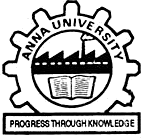 ANNA UNIVERSITY
PROGRESS THROUGH KNOWLEDGE